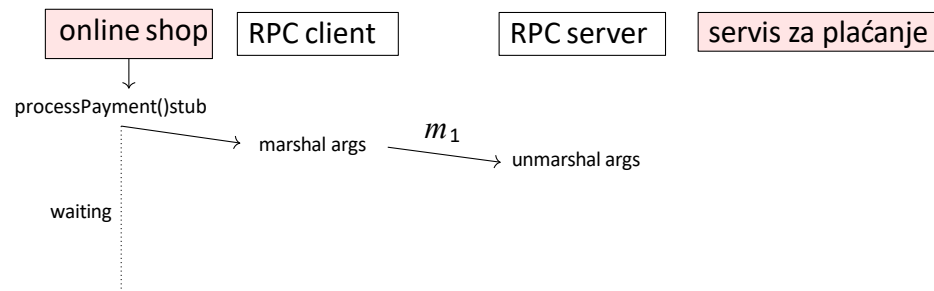 online shop
RPC client
RPC server
servis za plaćanje
processPayment()stub
m1
marshal args
unmarshal args
waiting